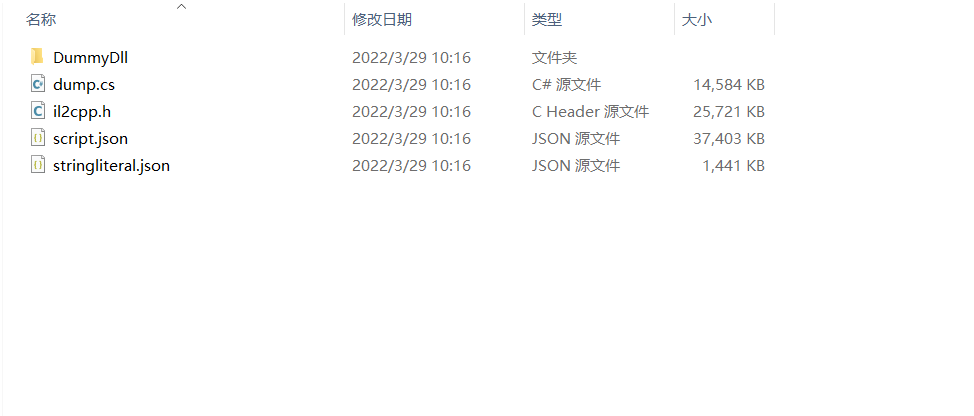 名称 修改日期 类型 大小
DummyDll 2022/3/29 10:16 文件夹
dump.cs 2022/3/29 10:16 C# 源文件 14,584 KB
il2cpp.h 2022/3/29 10:16 C Header 源文件 25,721 KB
script.json 2022/3/29 10:16 JSON 源文件 37,403 KB
stringliteral.json 2022/3/29 10:16 JSON 源文件 1,441 KB